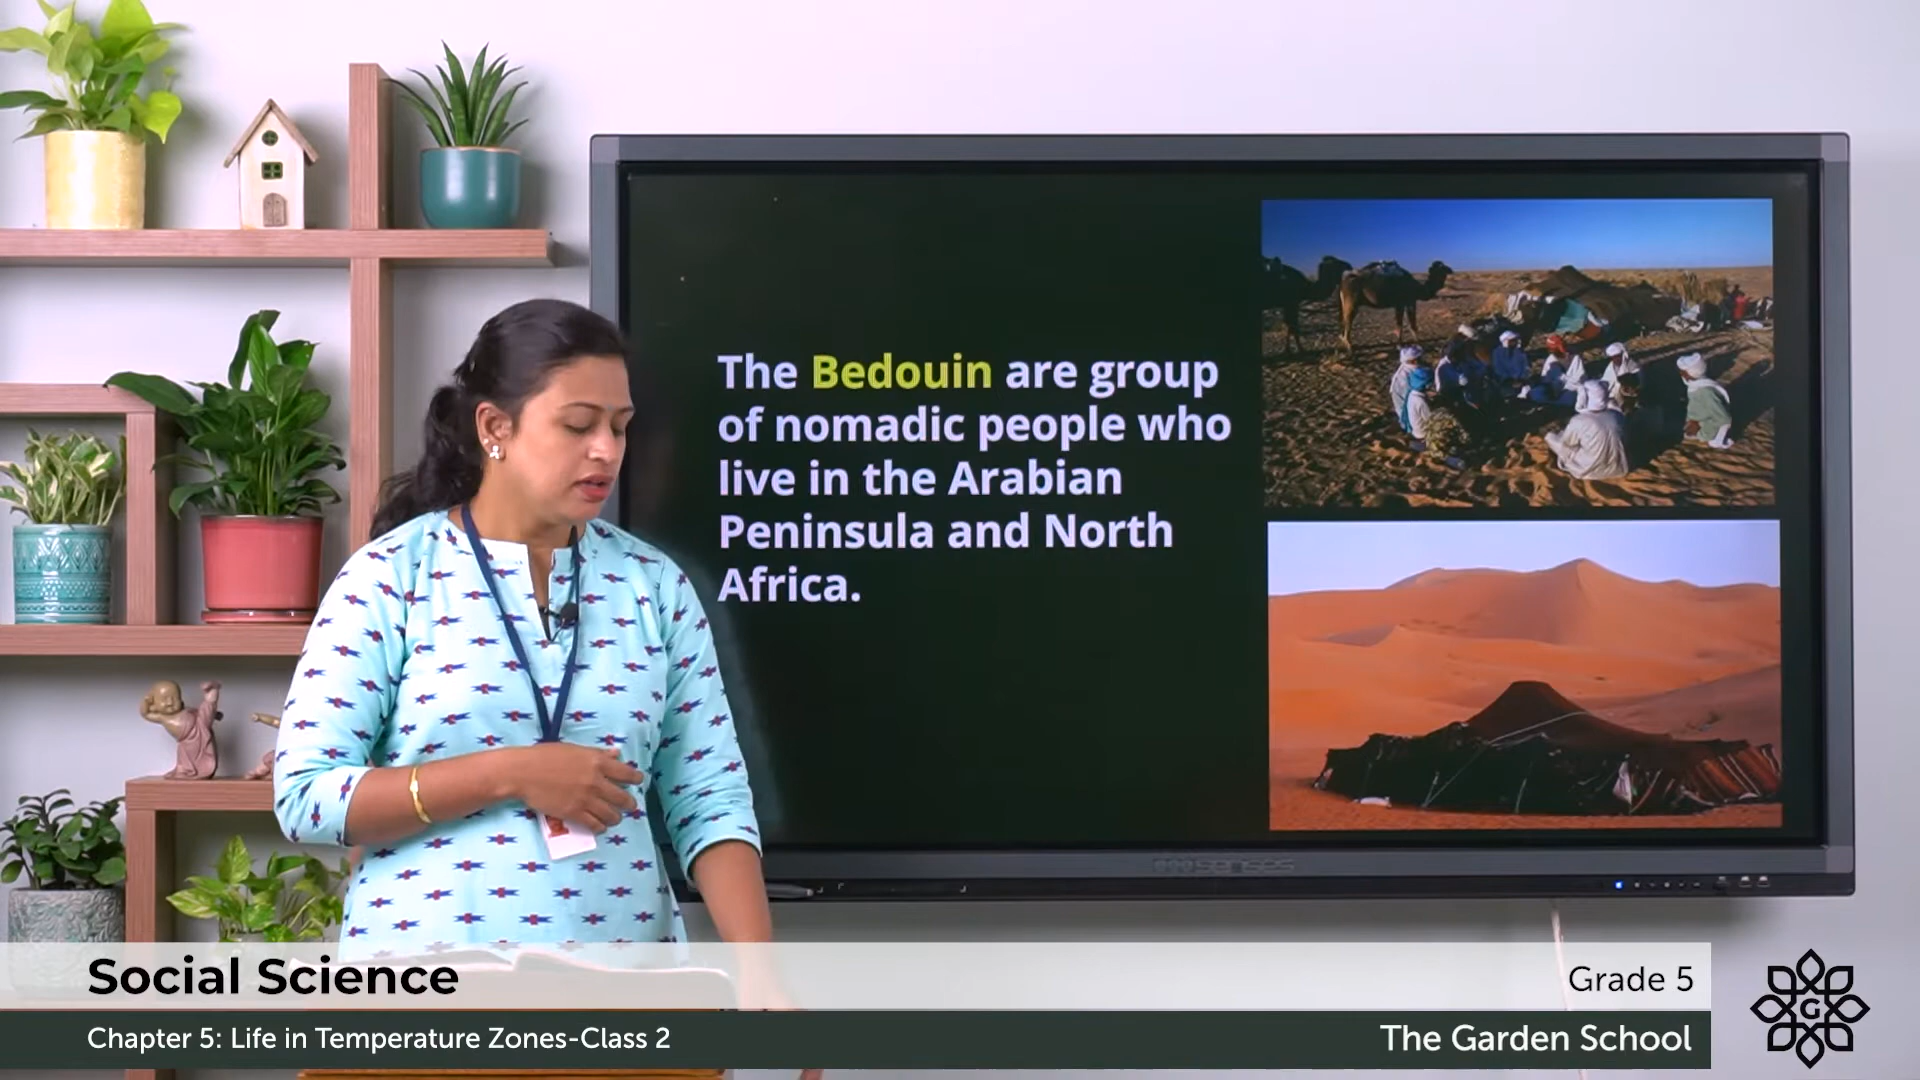 The Bedouin are group
of nomadic people who
live in the Arabian
Peninsula and North
Africa.
senses
Social Science
Grade 5
Chapter 5: Life in Temperature Zones-Class 2
The Garden School
G